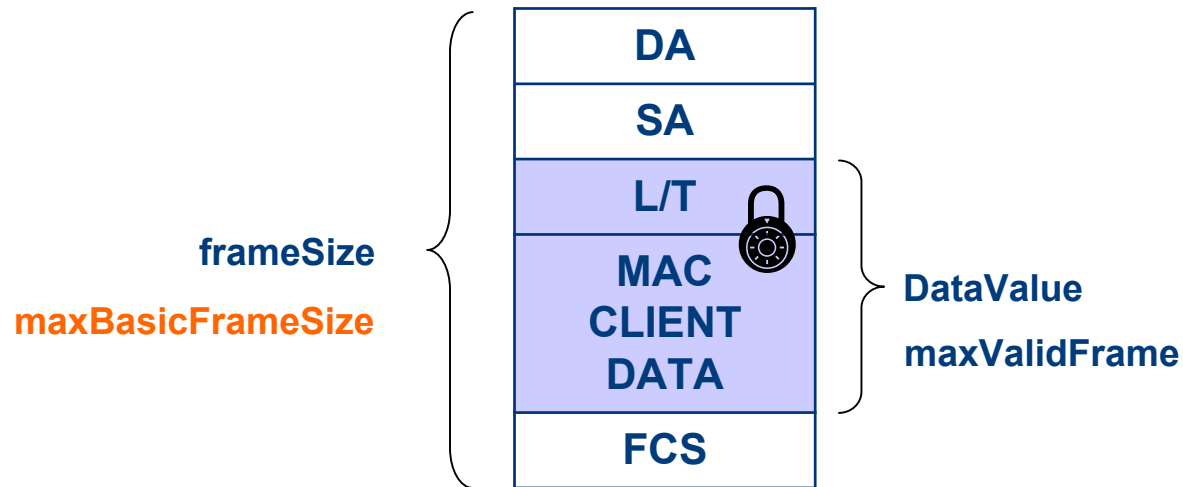 DA
SA
L/T
MAC
CLIENT
DATA
FCS
frameSize
maxBasicFrameSize
DataValue
maxValidFrame